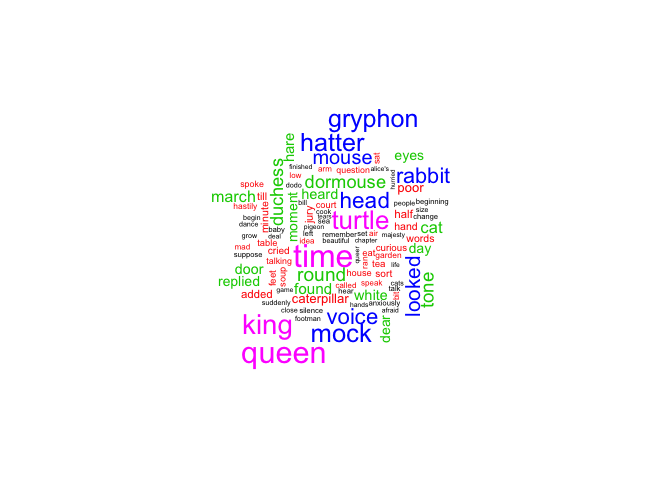 gryphon
hatter
hare
mouse
sat
eyes
finished
arm
question
alice's
low
dormouse
hurried
rabbit
spoke
dodo
poor
duchess
heard
march
till
bill
head
people
beginning
hastily
minute
moment
jury
court
cook
tears
turtle
half
size
change
begin
dance
pigeon
sea
hand
cat
grow
baby
deal
left
remember
set
air
majesty
words
mad
table
idea
beautiful
chapter
suppose
cried
time
queer
eat
curious
garden
day
talking
ran
tea
life
door
feet
soup
round
house
sort
looked
tone
replied
found
called
speak
cats
talk
added
game
hear
white
bit
suddenly
caterpillar
hands
anxiously
close
silence
afraid
king
footman
voice
dear
mock
queen